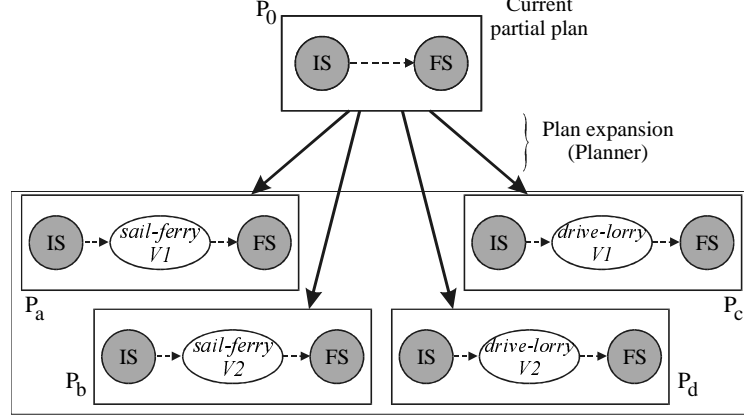 P0
Current
partial plan
IS
FS
Plan expansion
(Planner)
IS
sail-ferry
V1
FS
Pa
IS
drive-lorry
V1
FS
Pc
IS
sail-ferry
V2
FS
Pb
IS
drive-lorry
V2
FS
Pd